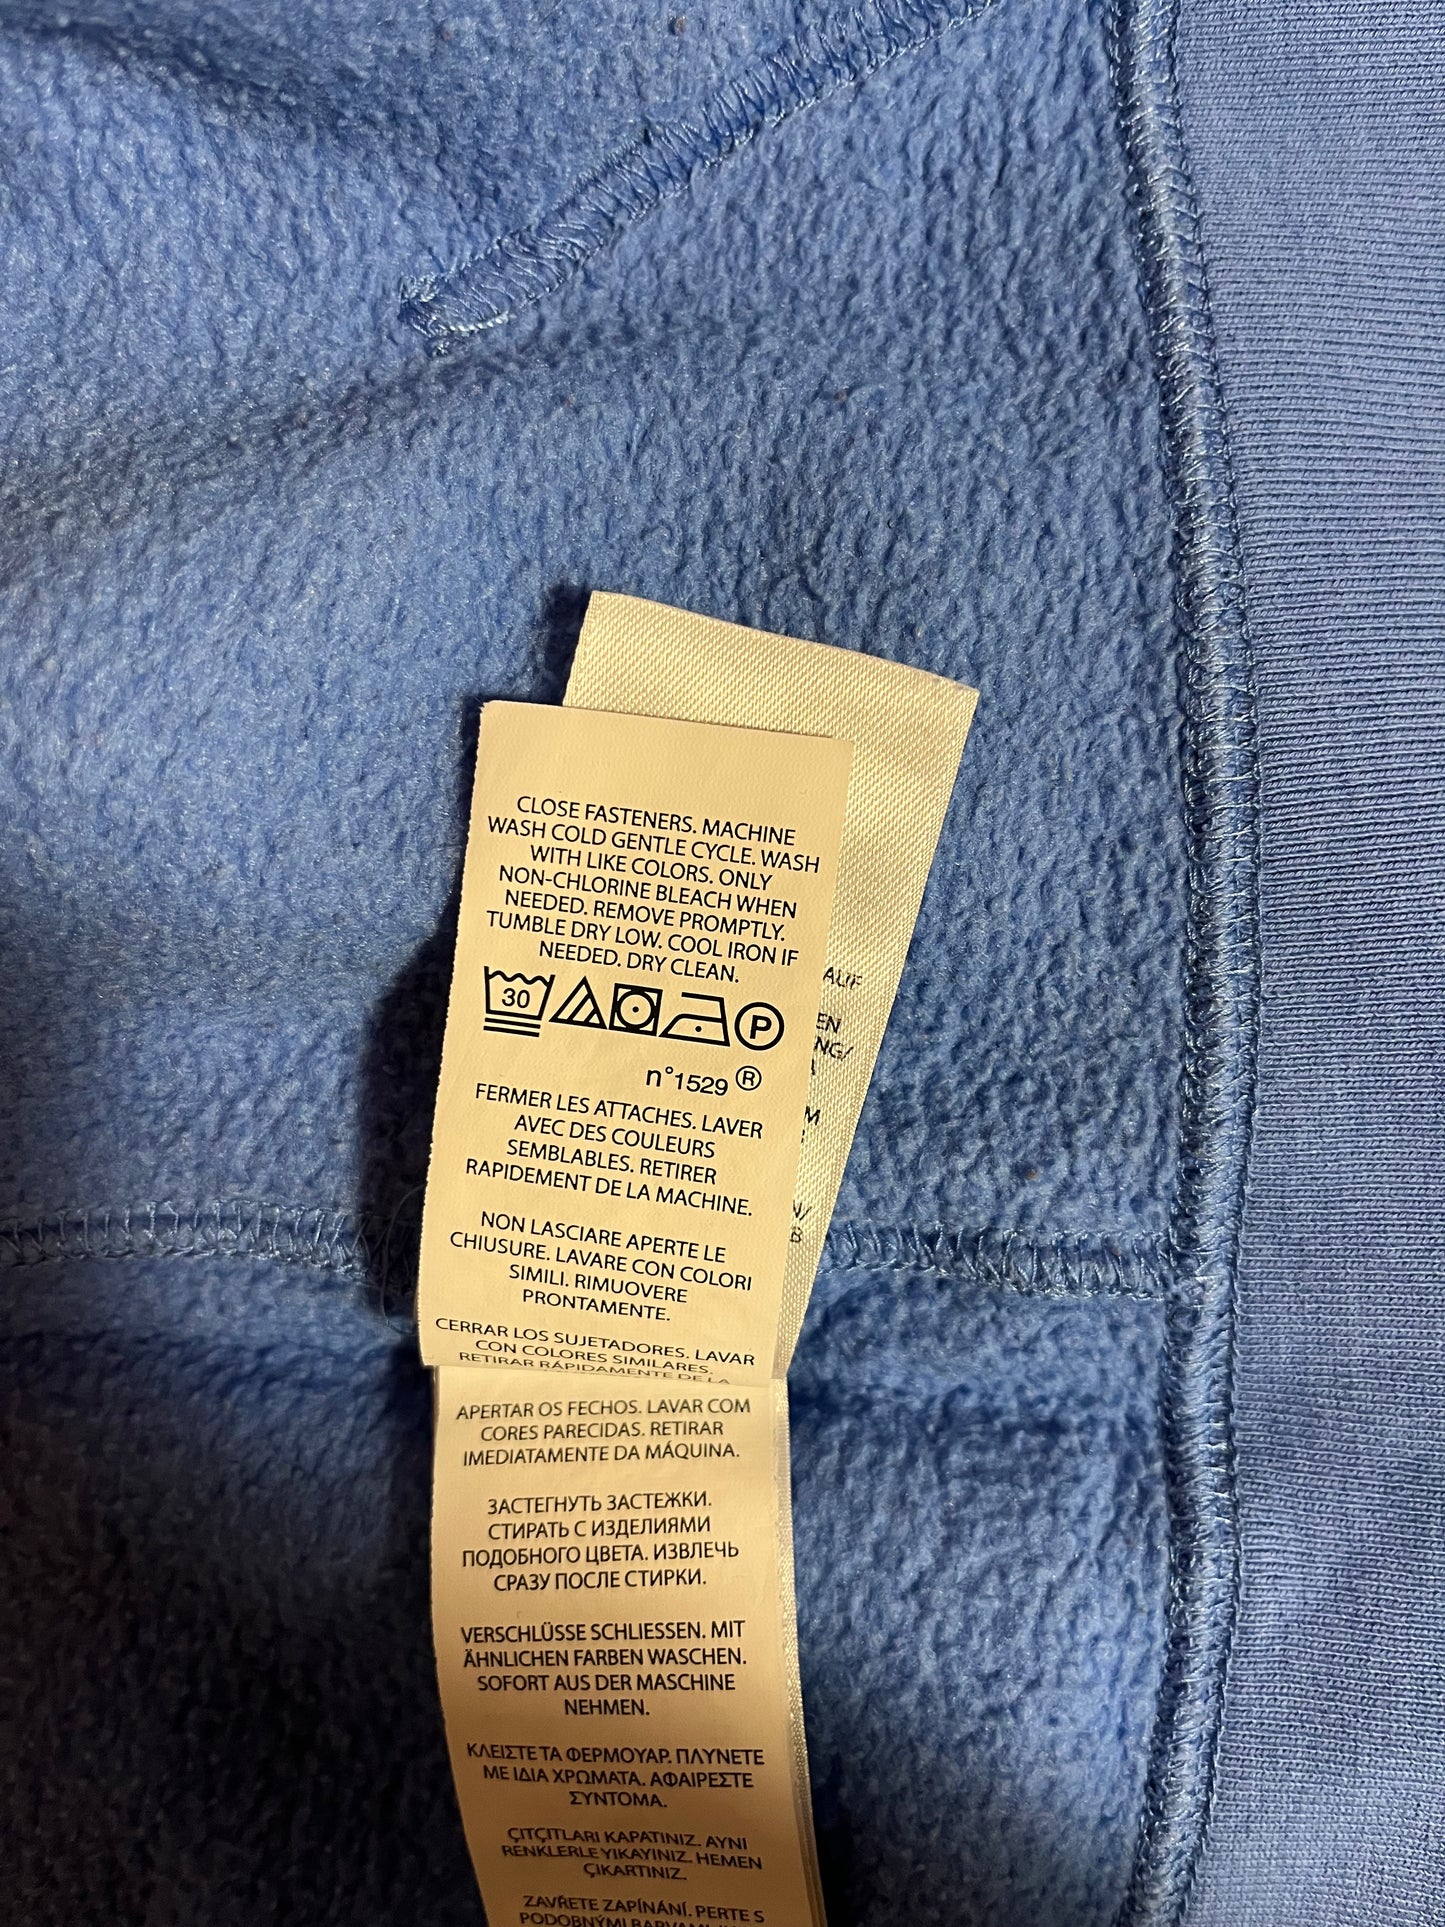 CLOSE FASTENERS. MACHINE
WASH COLD GENTLE CYCLE. WASH
WITH LIKE COLORS. ONLY
NON-CHLORINE BLEACH WHEN
NEEDED. REMOVE PROMPTLY.
TUMBLE DRY LOW. COOL IRON IF
NEEDED. DRY CLEAN.
30 P
n°1529 ®
FERMER LES ATTACHES. LAVER
AVEC DES COULEURS
SEMBLABLES. RETIRER
RAPIDEMENT DE LA MACHINE.
NON LASCIARE APERTE LE
CHIUSURE. LAVARE CON COLORI
SIMILI. RIMUOVERE
PRONTAMENTE.
CERRAR LOS SUJETADORES. LAVAR
CON COLORES SIMILARES.
RETIRAR RÁPIDAMENTE DE LA
APERTAR OS FECHOS. LAVAR COM
CORES PARECIDAS. RETIRAR
IMEDIATAMENTE DA MÁQUINA.
ЗАСТЕГНУТЬ ЗАСТЕЖКИ.
СТИРАТЬ С ИЗДЕЛИЯМИ
ПОДОБНОГО ЦВЕТА. ИЗВЛЕЧЬ
СРАЗУ ПОСЛЕ СТИРКИ.
VERSCHLÜSSE SCHLIESSEN. MIT
ÄHNLICHEN FARBEN WASCHEN.
SOFORT AUS DER MASCHINE
NEHMEN.
ΚΛΕΙΣΤΕ ΤΑ ΦΕΡΜΟΥΑΡ. ΠΛΥΝΕΤΕ
ΜΕ ΙΔΙΑ ΧΡΩΜΑΤΑ. ΑΦΑΙΡΕΣΤΕ
ΣΥΝΤΟΜΑ.
ÇITÇITLARI KAPATINIZ. AYNI
RENKLERLE YIKAYINIZ. HEMEN
ÇIKARTINIZ.
ZAVŘETE ZAPÍNÁNÍ. PERTE S
PODOBNÝMI